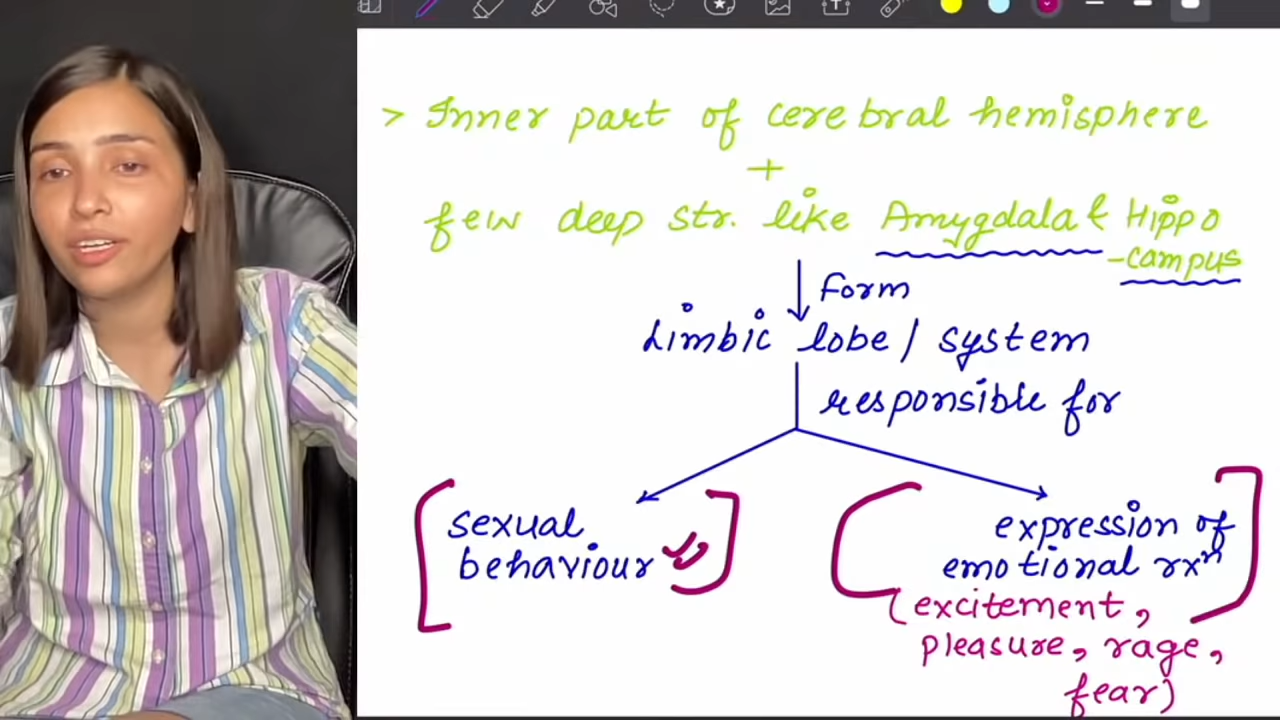 > Inner part of cerebral hemisphere
+
few deep str. like Amygdala & Hippo
-campus
Form
Limbic lobe / system
responsible for
sexual
behaviour
expression of
emotional rxⁿ
(excitement,
pleasure, rage,
fear)